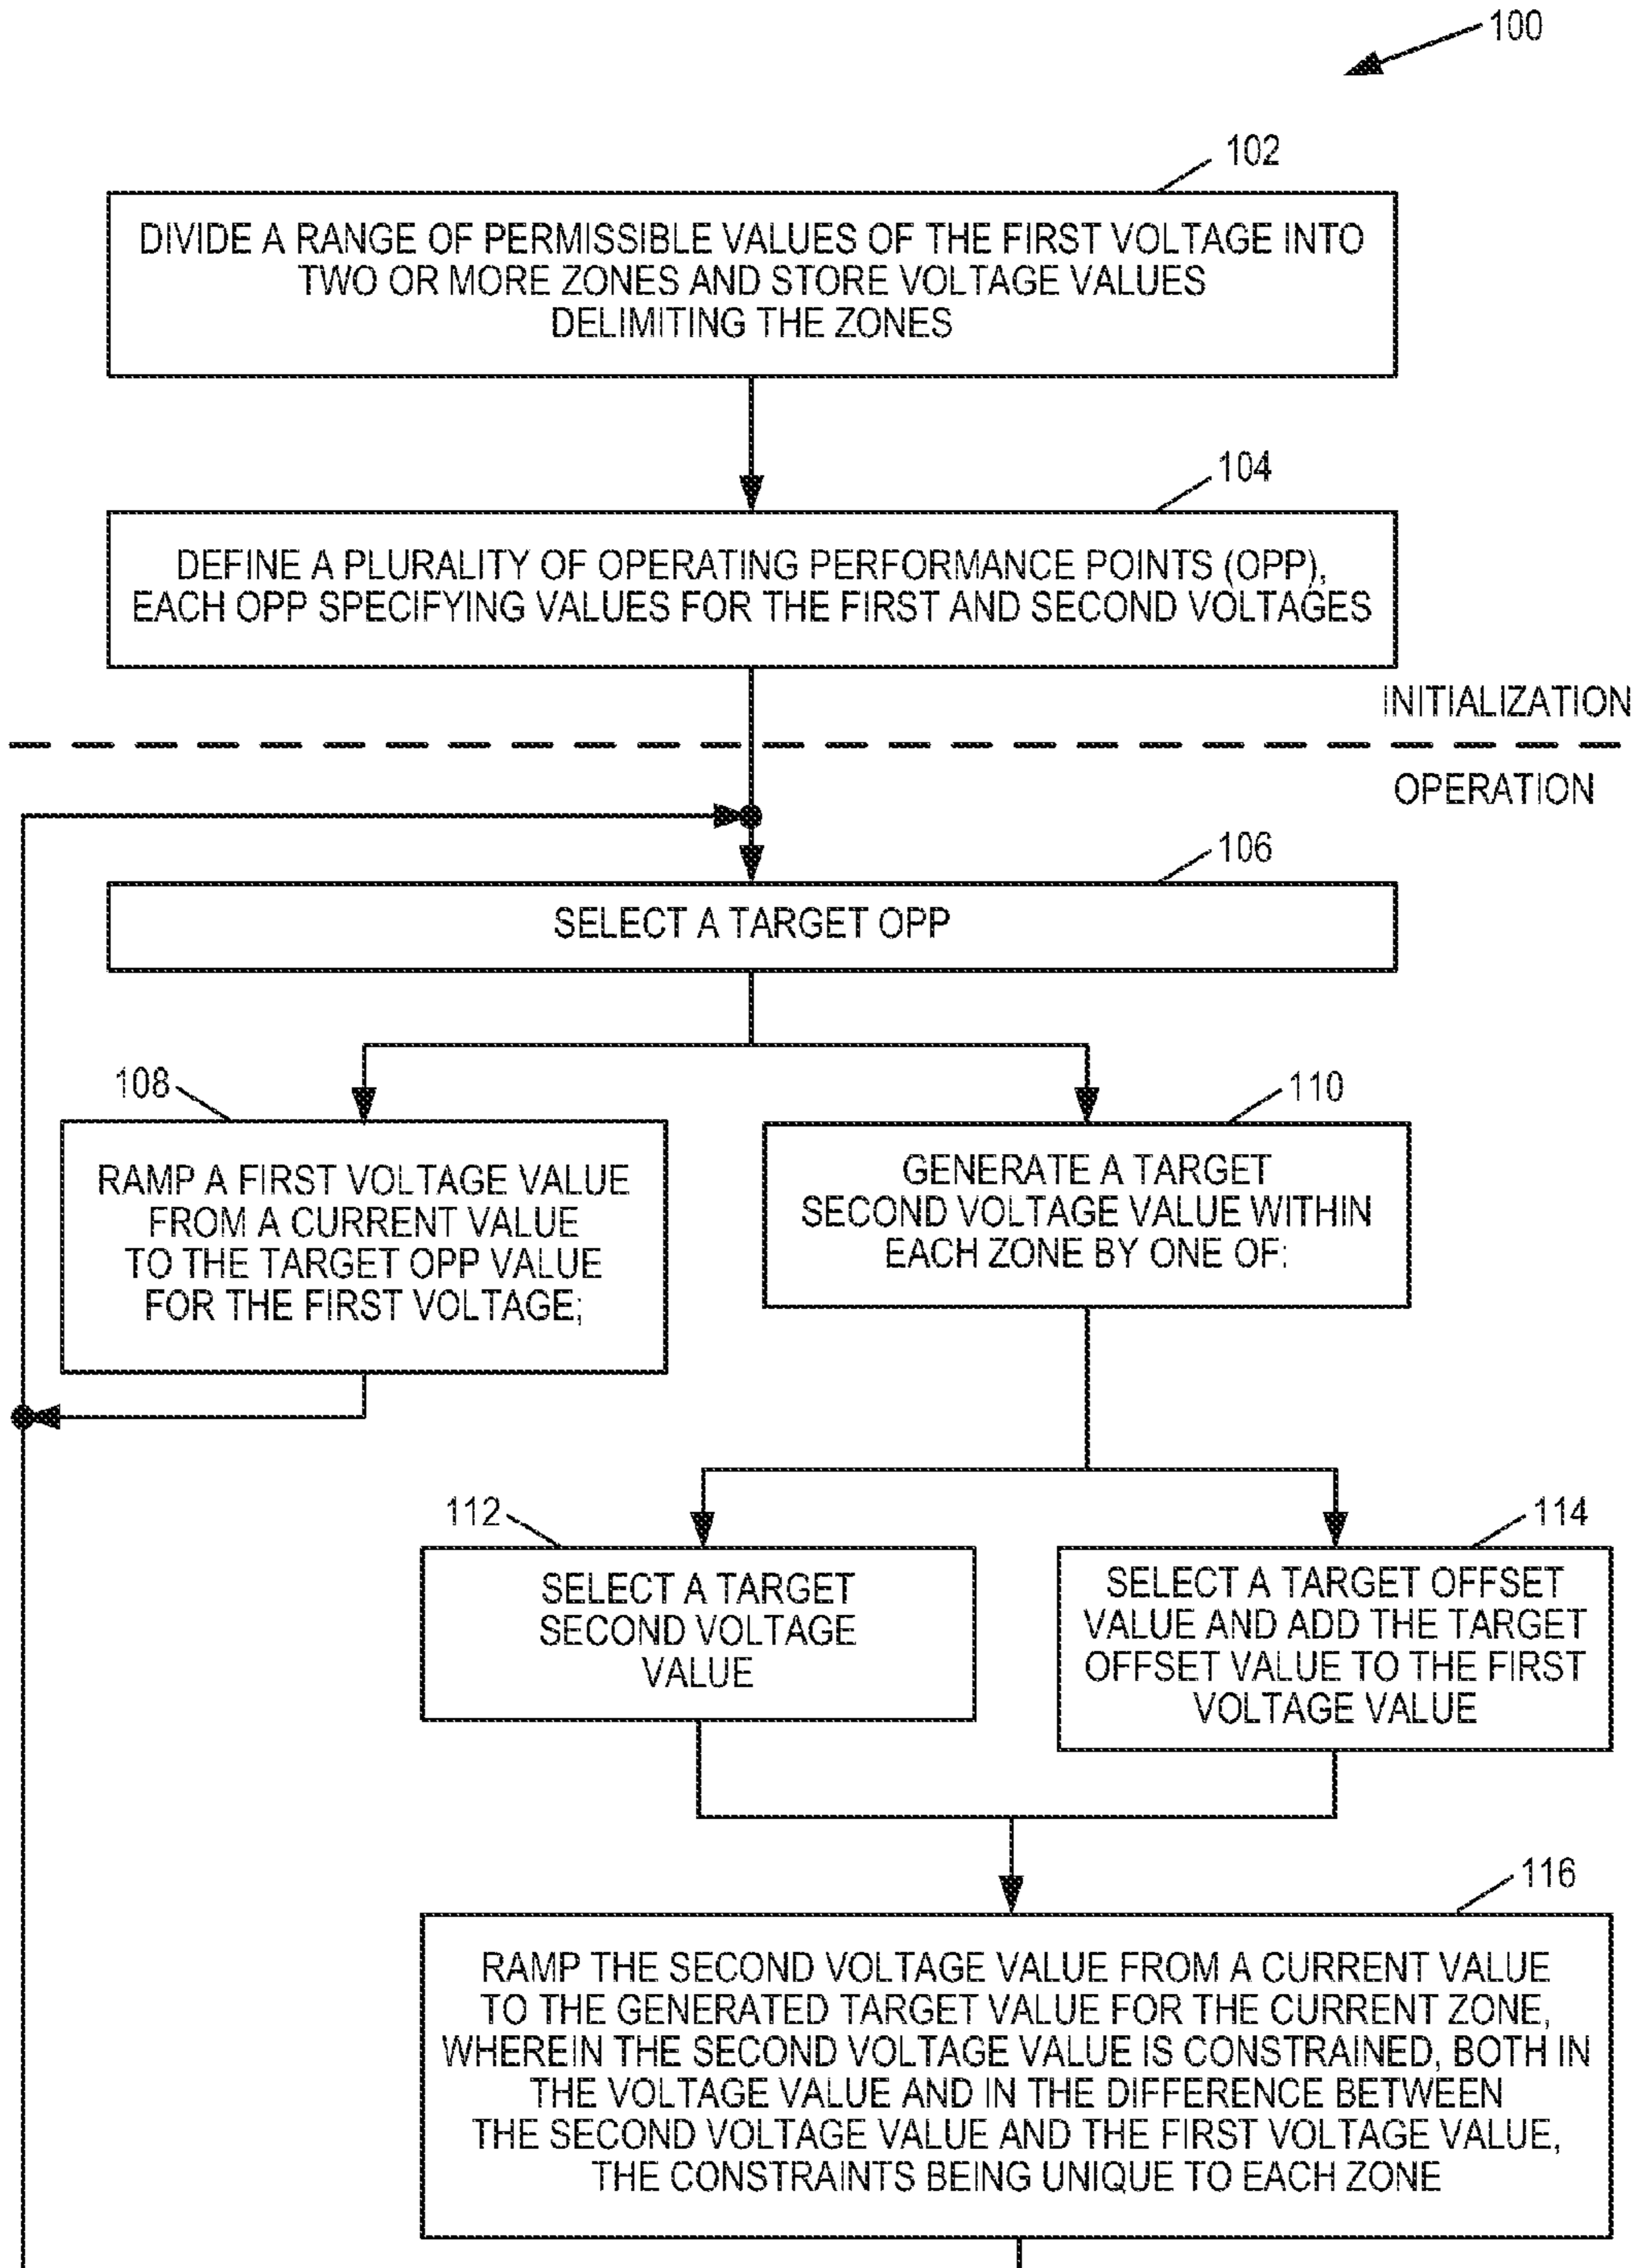 100
102
DIVIDE A RANGE OF PERMISSIBLE VALUES OF THE FIRST VOLTAGE INTO
TWO OR MORE ZONES AND STORE VOLTAGE VALUES
DELIMITING THE ZONES
104
DEFINE A PLURALITY OF OPERATING PERFORMANCE POINTS (OPP),
EACH OPP SPECIFYING VALUES FOR THE FIRST AND SECOND VOLTAGES
INITIALIZATION
OPERATION
106
SELECT A TARGET OPP
108
RAMP A FIRST VOLTAGE VALUE
FROM A CURRENT VALUE
TO THE TARGET OPP VALUE
FOR THE FIRST VOLTAGE;
110
GENERATE A TARGET
SECOND VOLTAGE VALUE WITHIN
EACH ZONE BY ONE OF:
112
SELECT A TARGET
SECOND VOLTAGE
VALUE
114
SELECT A TARGET OFFSET
VALUE AND ADD THE TARGET
OFFSET VALUE TO THE FIRST
VOLTAGE VALUE
116
RAMP THE SECOND VOLTAGE VALUE FROM A CURRENT VALUE
TO THE GENERATED TARGET VALUE FOR THE CURRENT ZONE,
WHEREIN THE SECOND VOLTAGE VALUE IS CONSTRAINED, BOTH IN
THE VOLTAGE VALUE AND IN THE DIFFERENCE BETWEEN
THE SECOND VOLTAGE VALUE AND THE FIRST VOLTAGE VALUE,
THE CONSTRAINTS BEING UNIQUE TO EACH ZONE